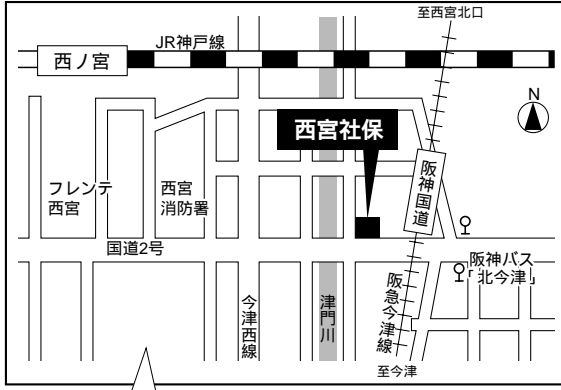 至西宮北口
JR神戸線
西ノ宮
N
西宮社保
阪神国道
フレンテ
西宮
西宮
消防署
国道2号
阪神バス
「北今津」
今津西線
津門川
阪急今津線
至今津